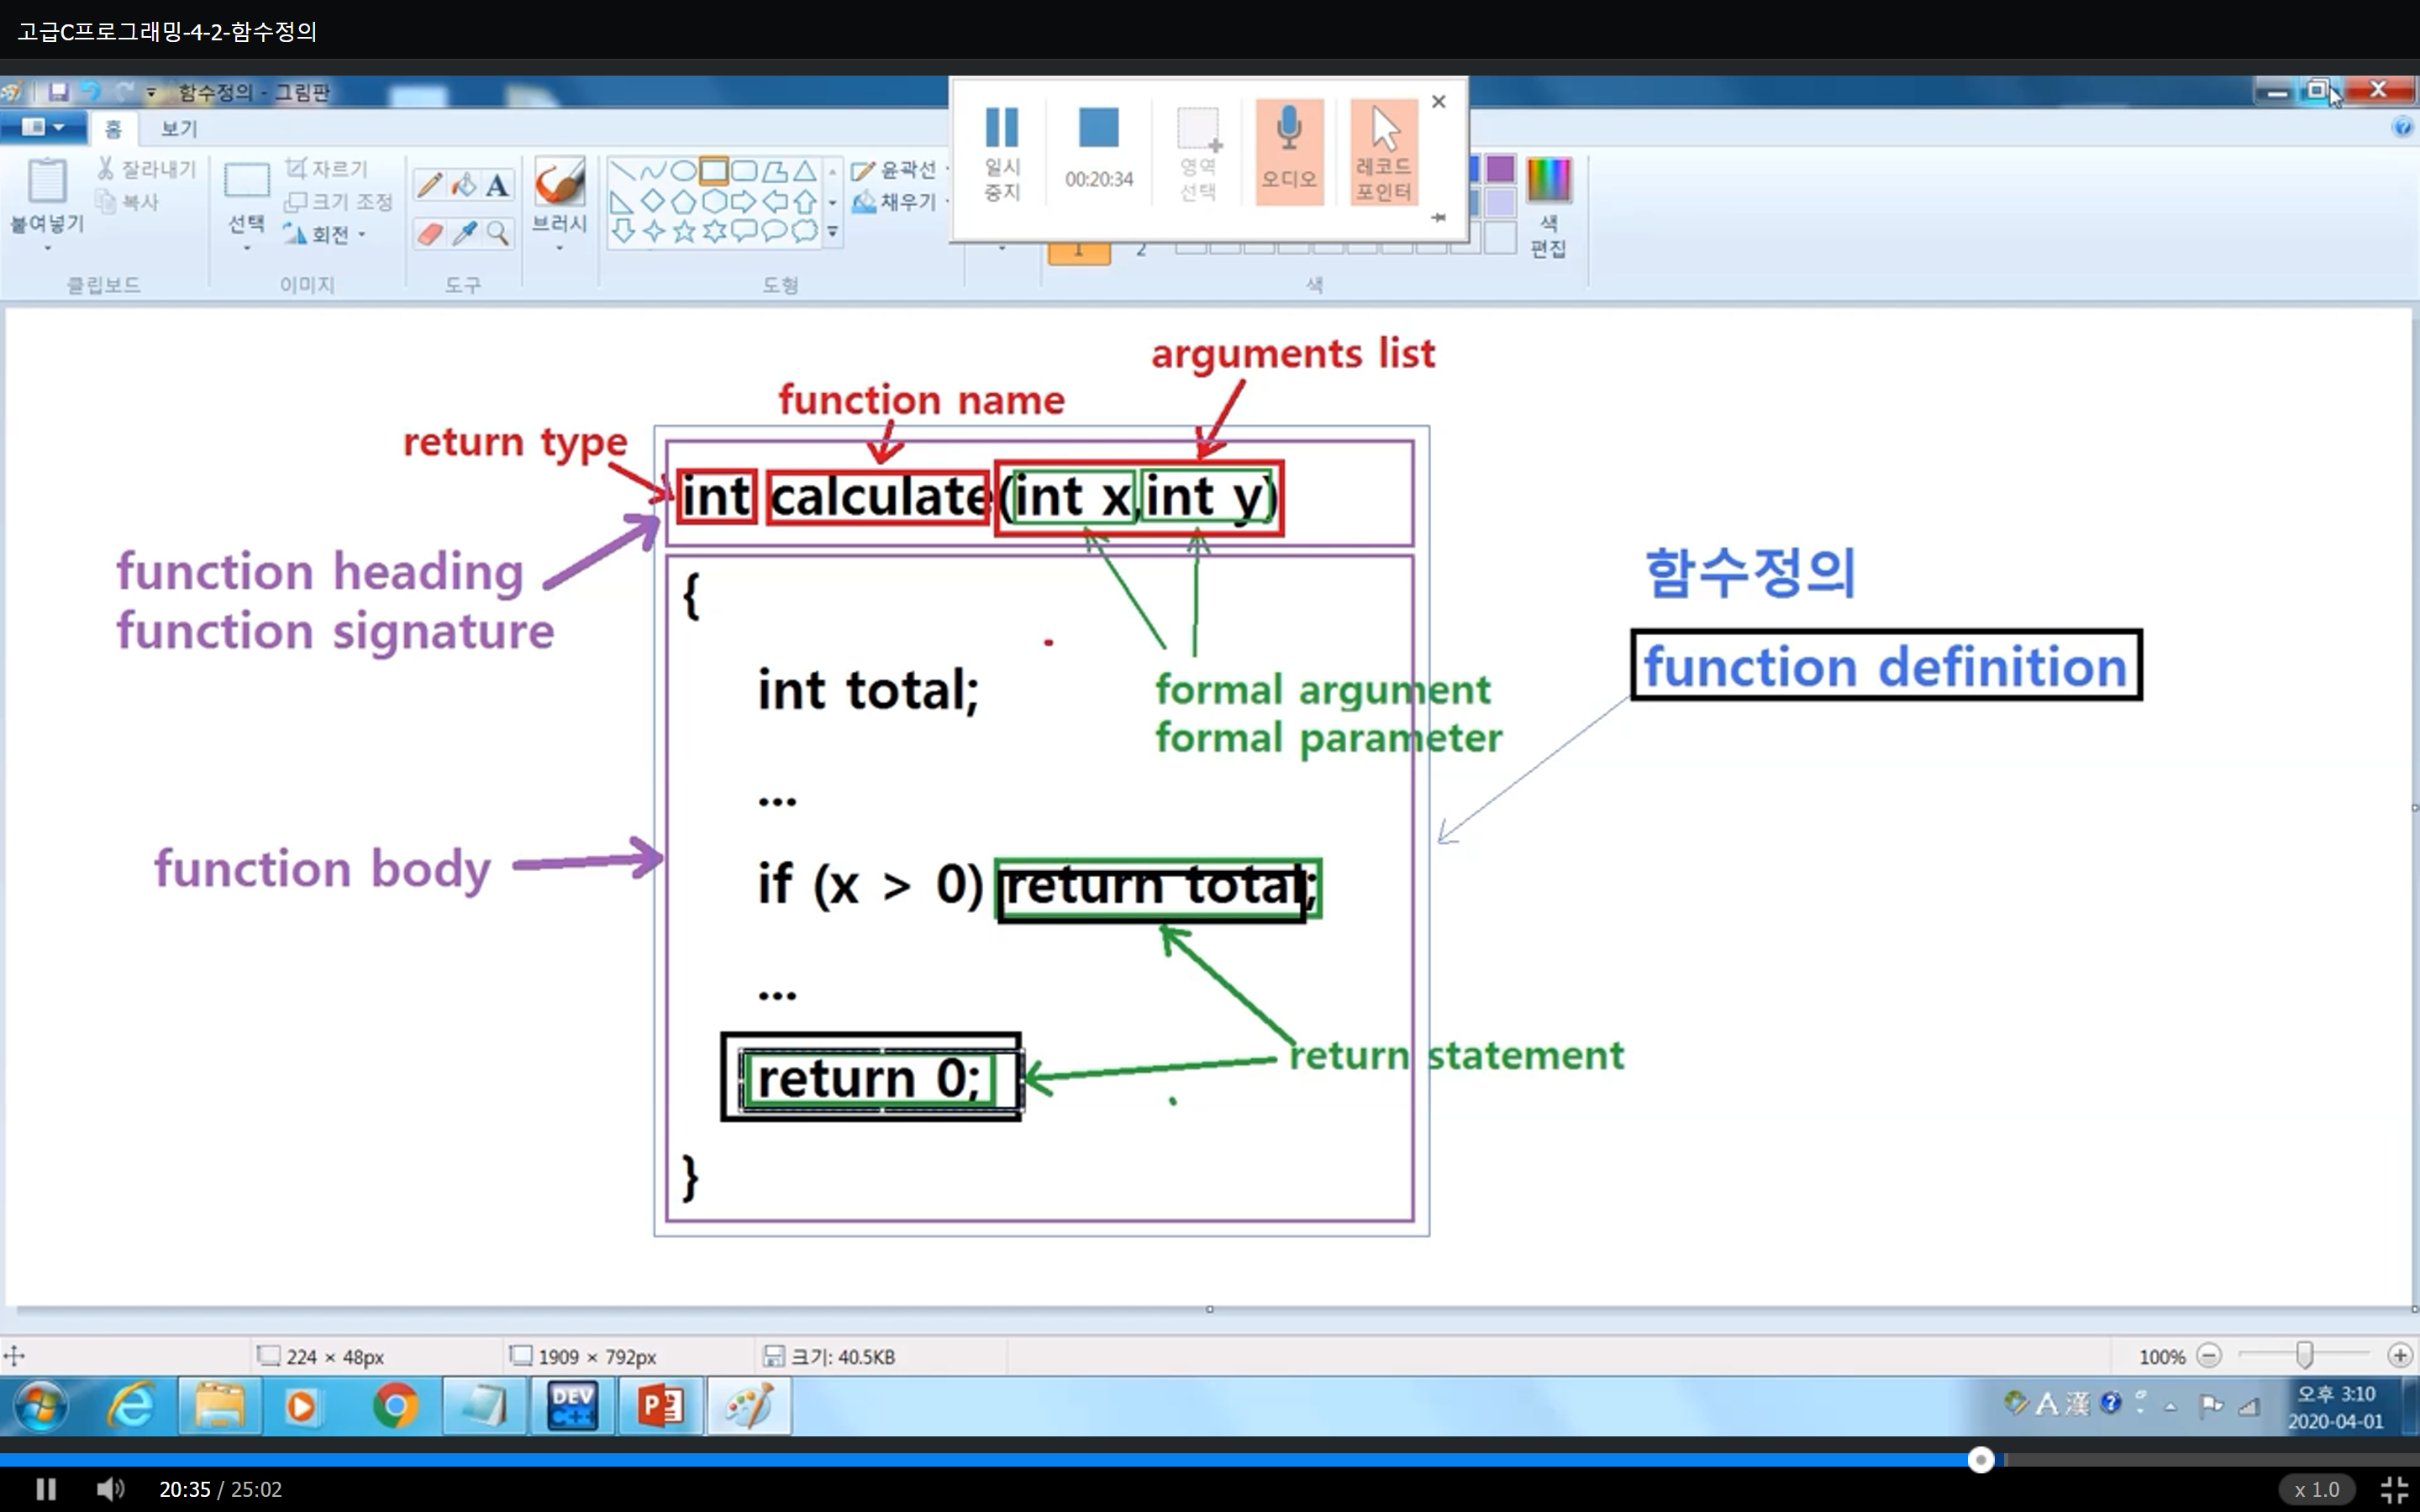 고급C프로그래밍-4-2-함수정의
함수정의 - 그림판
홈
보기
일시
중지
00:20:34
영역
선택
오디오
레코드
포인터
붙여넣기
잘라내기
복사
클립보드
선택
자르기
크기 조정
회전
이미지
A
도구
브러시
윤곽선
채우기
도형
1
2
색
색
편집
arguments list
function name
return type
int calculate(int x,int y)
function heading
function signature
{
int total;
formal argument
formal parameter
함수정의
function definition
...
function body
if (x > 0) return total;
...
return 0;
return statement
}
224 × 48px
1909 × 792px
크기: 40.5KB
100%
DEV
C++
P
A 漢
오후 3:10
2020-04-01
20:35 / 25:02
x 1.0